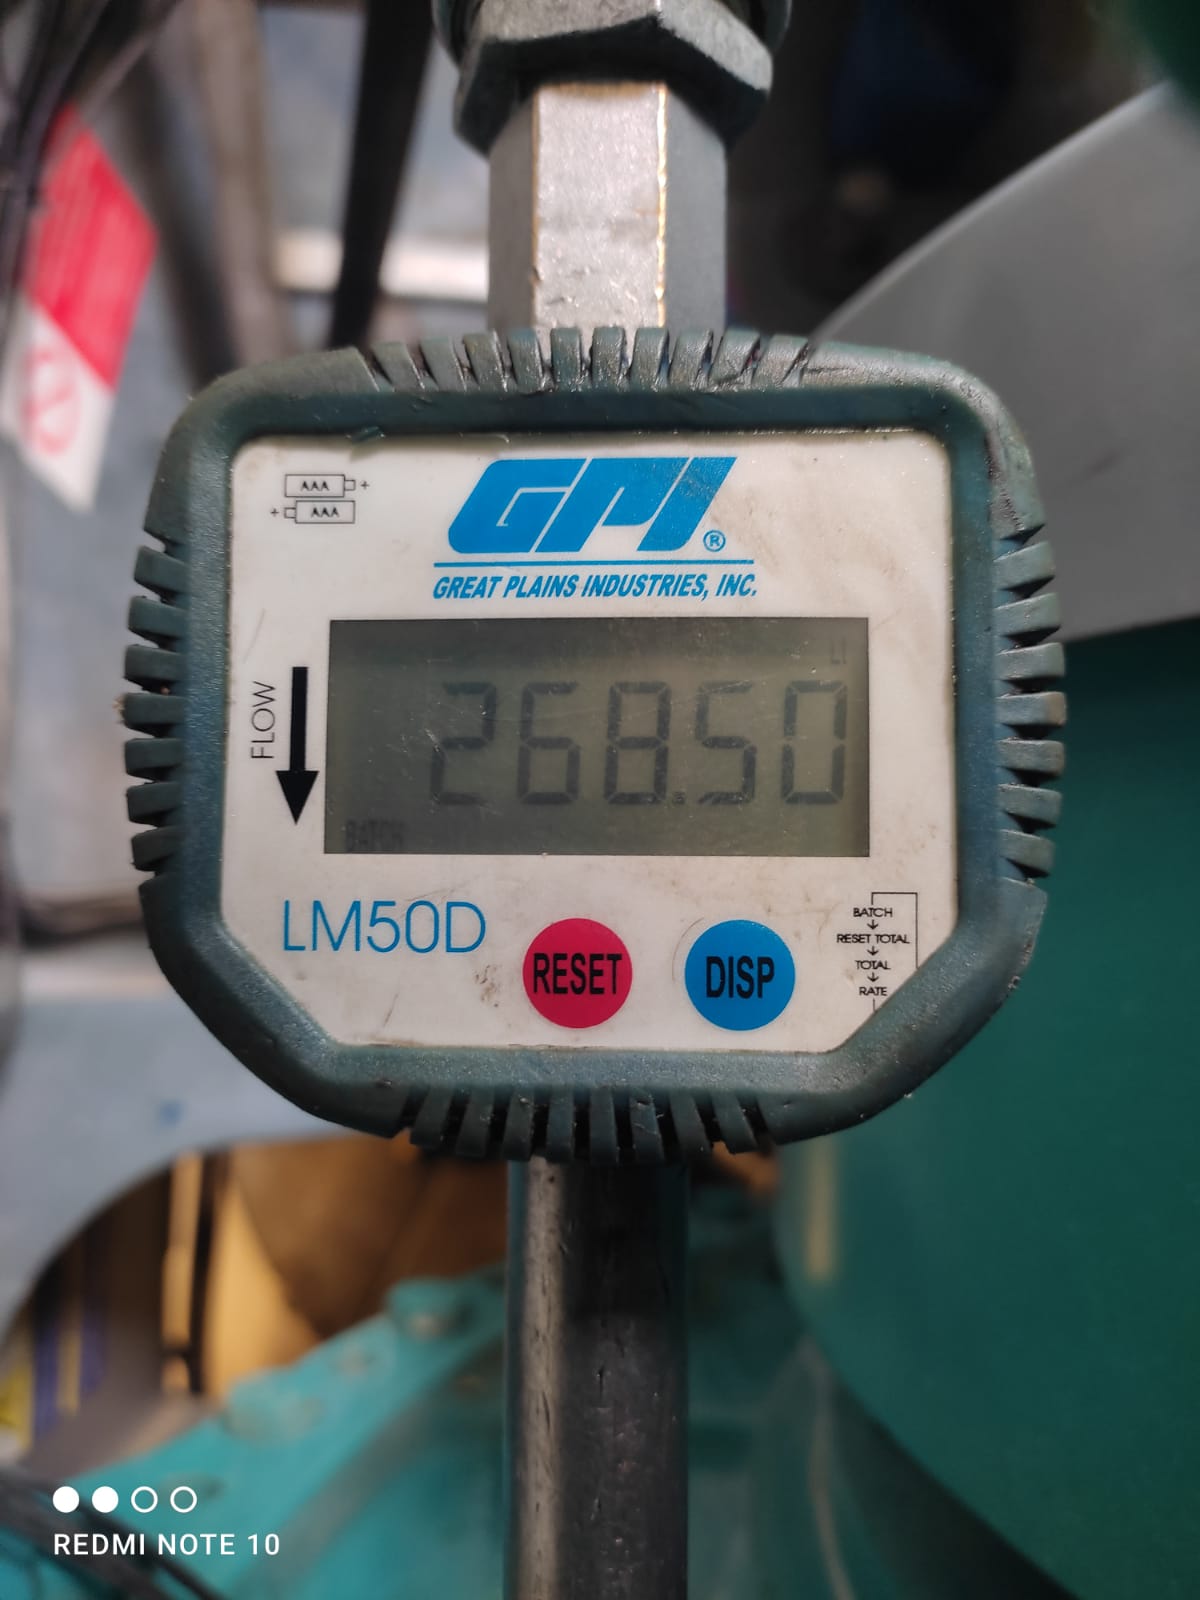 AAA +
+ AAA
GPI®
GREAT PLAINS INDUSTRIES, INC.
LI
FLOW
268.50
BATCH
LM50D
RESET
DISP
BATCH
RESET TOTAL
TOTAL
RATE
REDMI NOTE 10